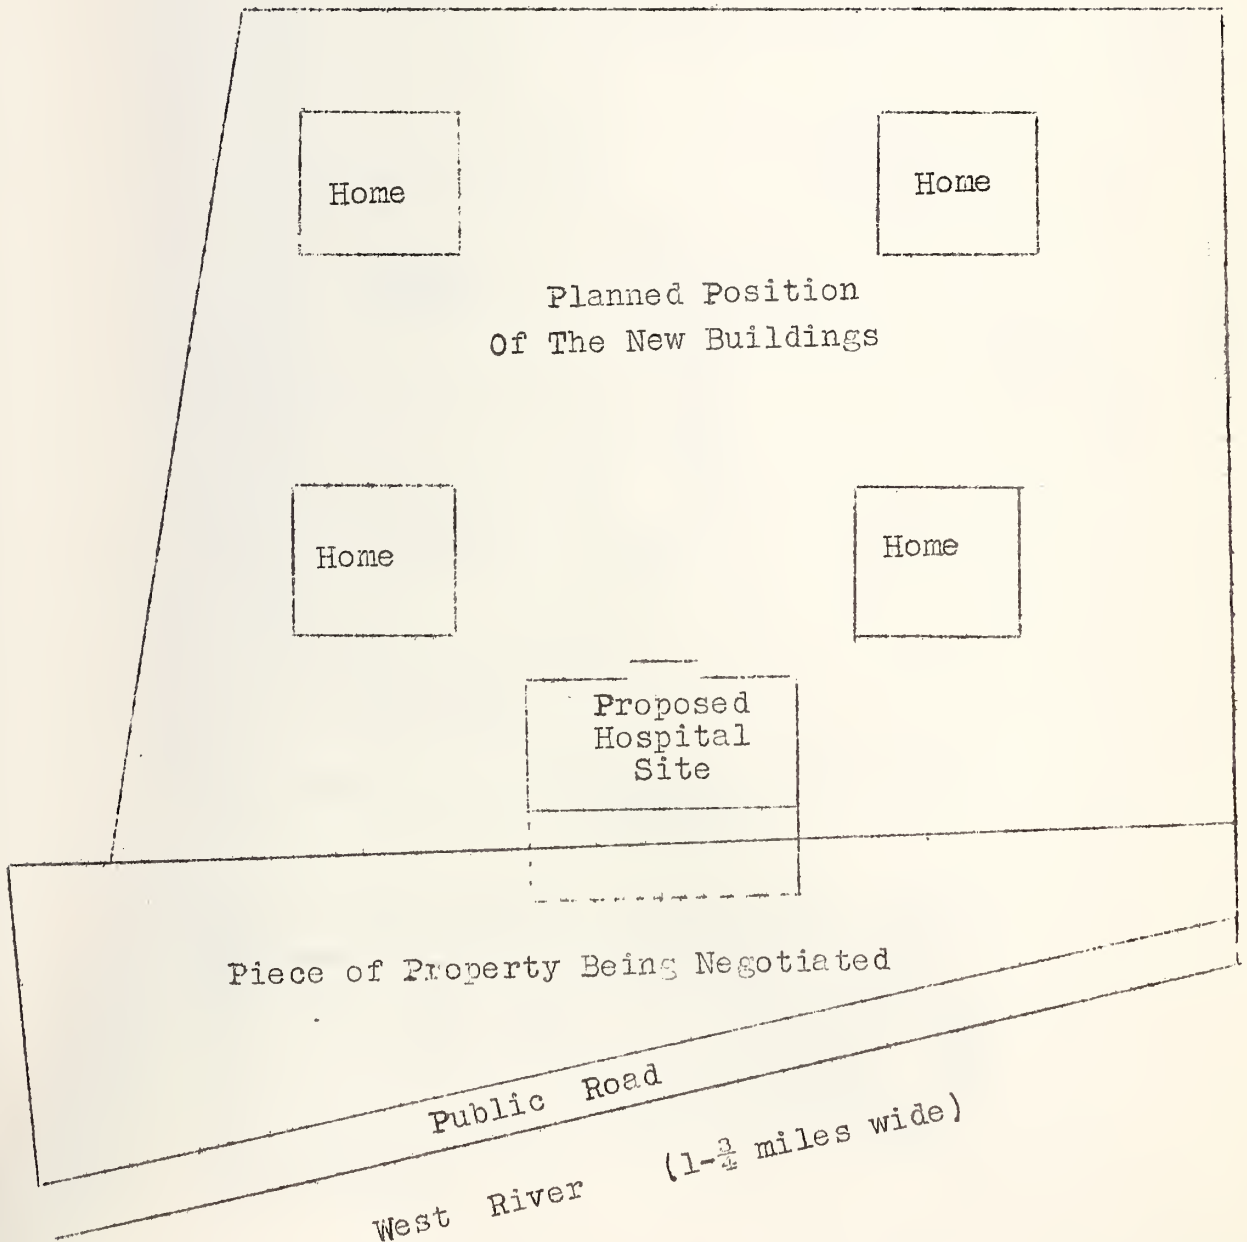 Home
Home
Planned Position
Of The New Buildings
Home
Home
Proposed
Hospital
Site
Piece of Property Being Negotiated
Public Road
West River (1-¾ miles wide)